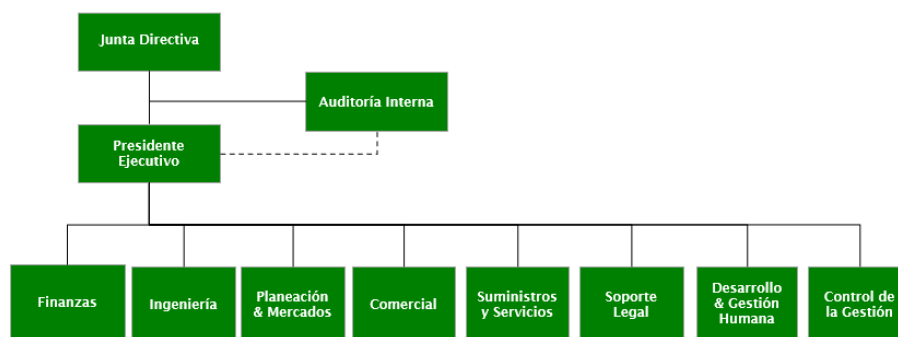 Junta Directiva
Auditoría Interna
Presidente
Ejecutivo
Finanzas
Ingeniería
Planeación
& Mercados
Comercial
Suministros
y Servicios
Soporte
Legal
Desarrollo
& Gestión
Humana
Control de
la Gestión